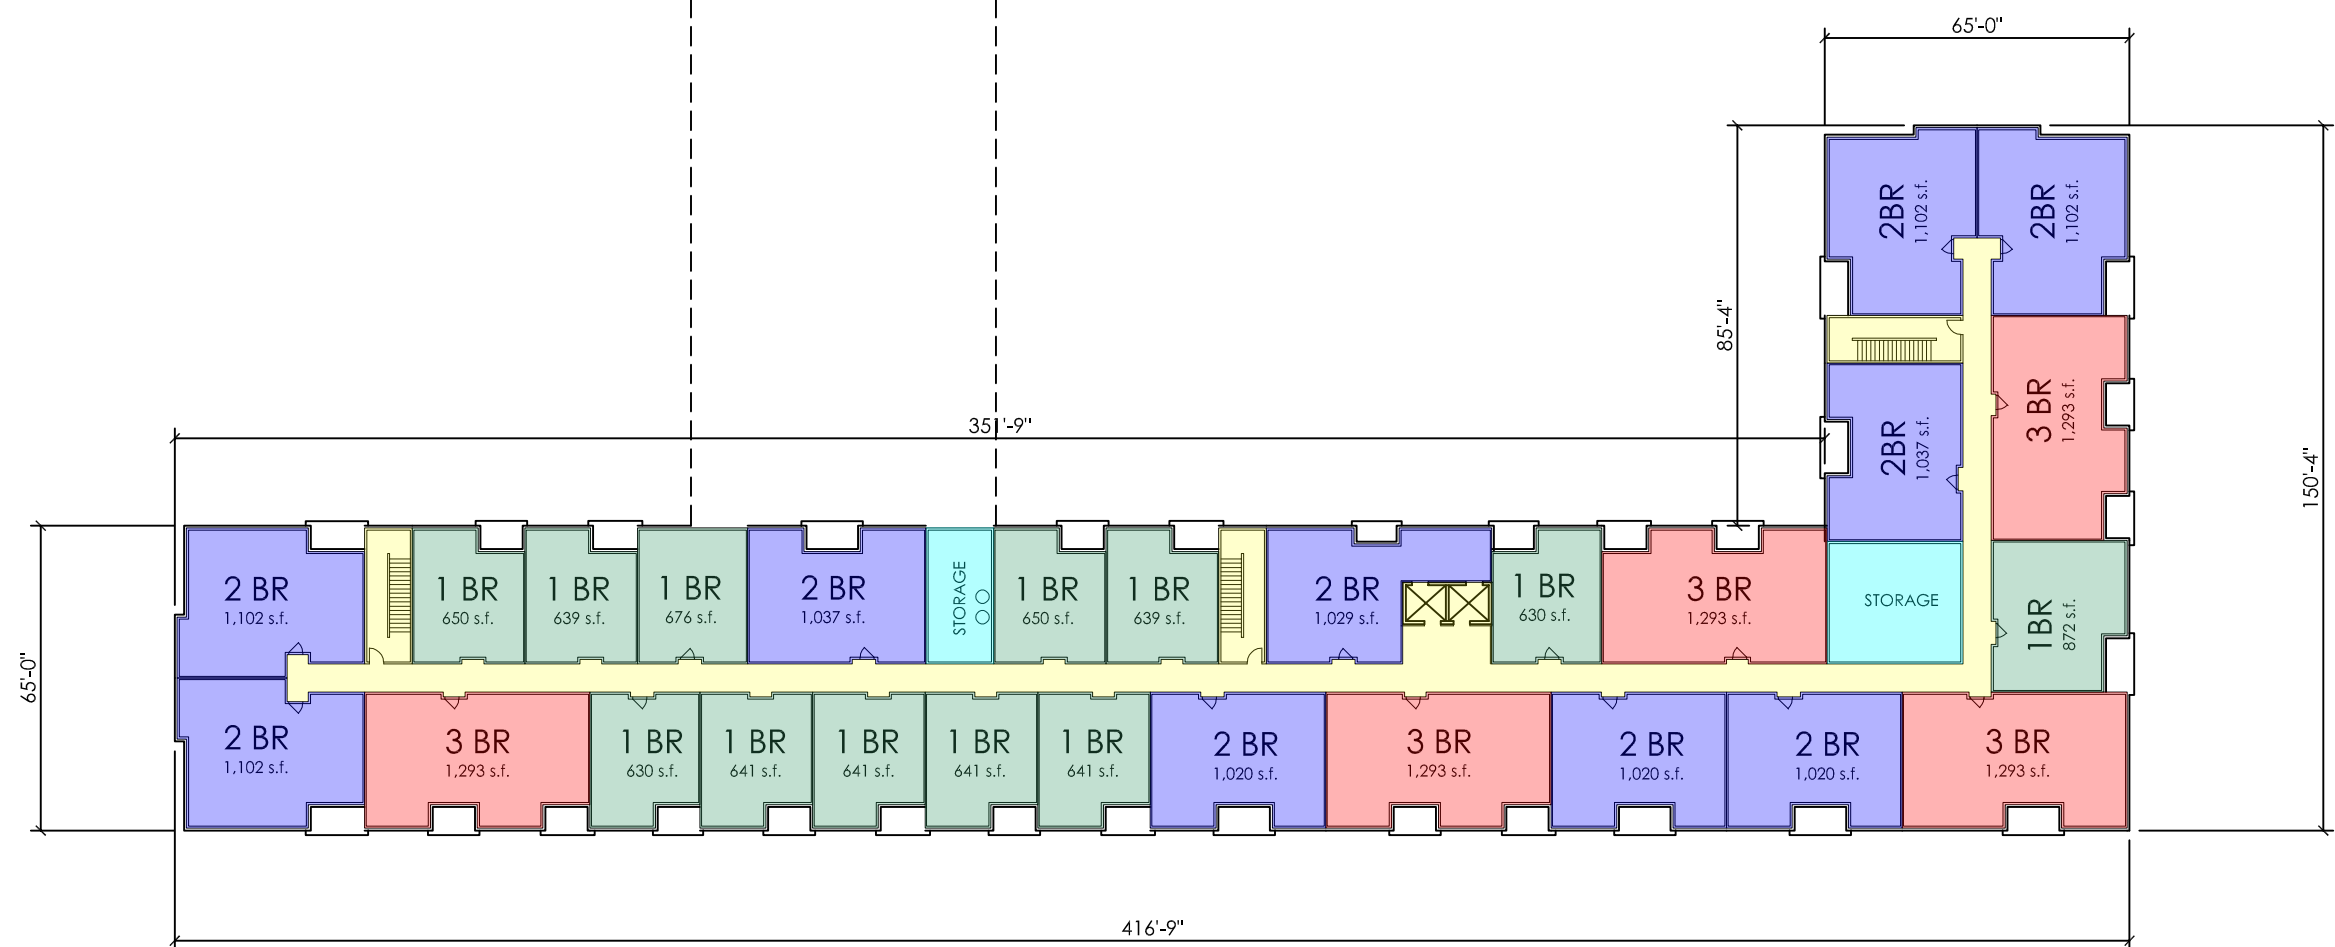 65'-0"
2BR
1,102 s.f.
2BR
1,102 s.f.
85'-4"
3 BR
1,293 s.f.
2BR
1,037 s.f.
150'-4"
351'-9"
2 BR
1,102 s.f.
1 BR
650 s.f.
1 BR
639 s.f.
1 BR
676 s.f.
2 BR
1,037 s.f.
STORAGE
1 BR
650 s.f.
1 BR
639 s.f.
2 BR
1,029 s.f.
1 BR
630 s.f.
3 BR
1,293 s.f.
STORAGE
1BR
872 s.f.
65'-0"
2 BR
1,102 s.f.
3 BR
1,293 s.f.
1 BR
630 s.f.
1 BR
641 s.f.
1 BR
641 s.f.
1 BR
641 s.f.
1 BR
641 s.f.
2 BR
1,020 s.f.
3 BR
1,293 s.f.
2 BR
1,020 s.f.
2 BR
1,020 s.f.
3 BR
1,293 s.f.
416'-9"